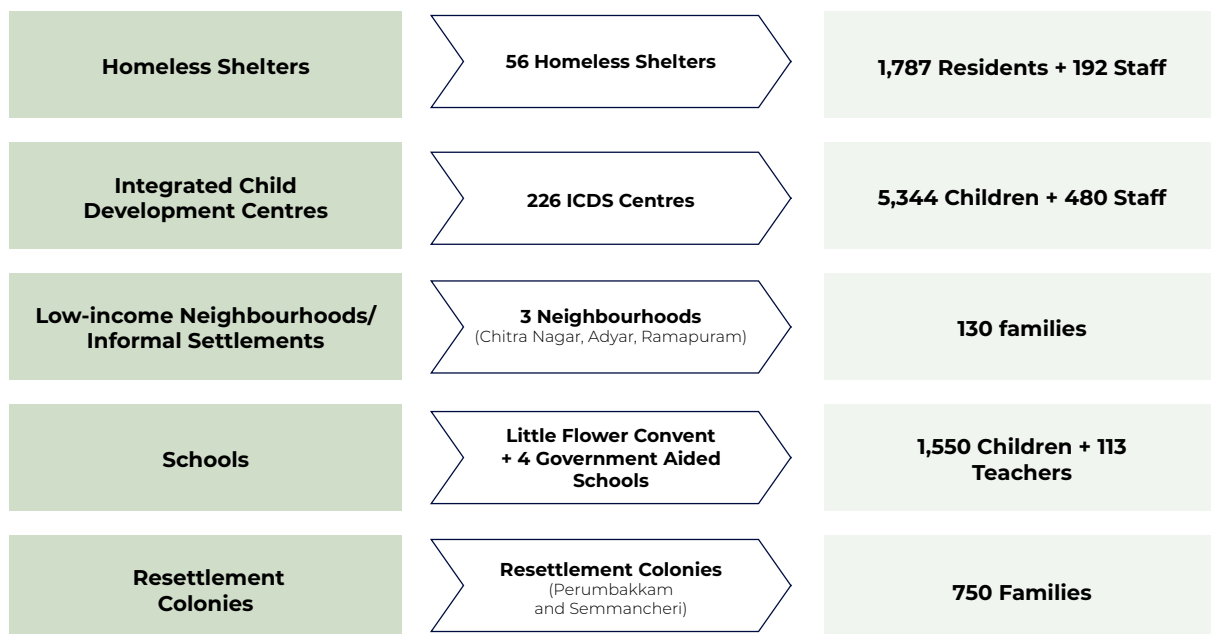 Homeless Shelters
56 Homeless Shelters
1,787 Residents + 192 Staff
Integrated Child
Development Centres
226 ICDS Centres
5,344 Children + 480 Staff
Low-income Neighbourhoods/
Informal Settlements
3 Neighbourhoods
(Chitra Nagar, Adyar, Ramapuram)
130 families
Schools
Little Flower Convent
+ 4 Government Aided
Schools
1,550 Children + 113
Teachers
Resettlement
Colonies
Resettlement Colonies
(Perumbakkam
and Semmancheri)
750 Families